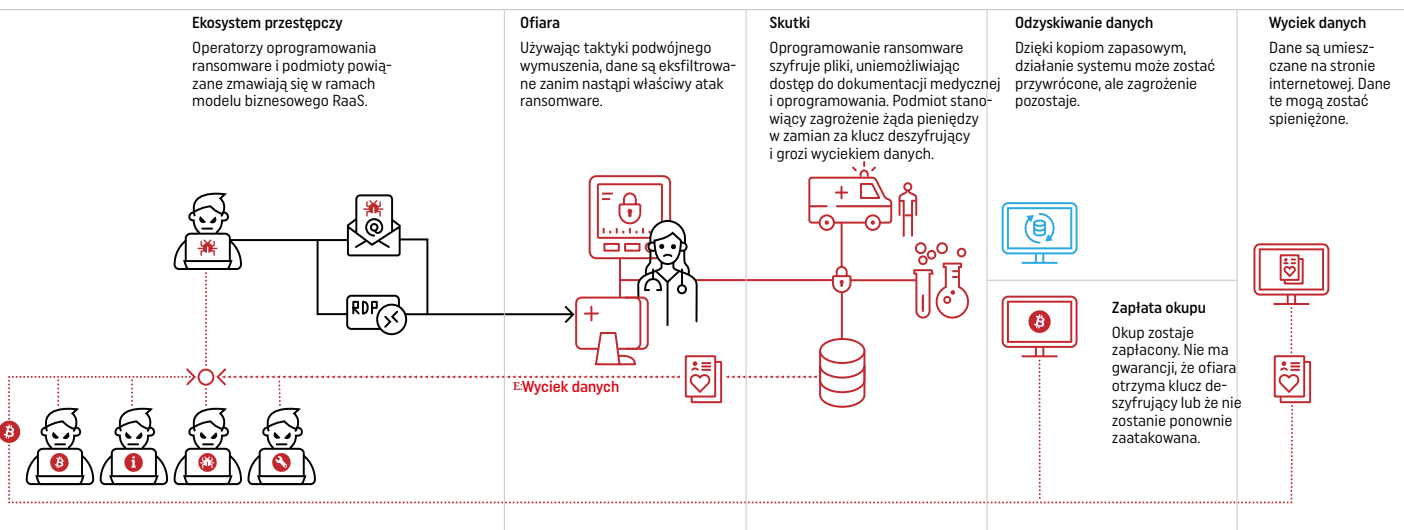 Ekosystem przestępczy
Operatorzy oprogramowania
ransomware i podmioty powią-
zane zmawiają się w ramach
modelu biznesowego RaaS.
Ofiara
Używając taktyki podwójnego
wymuszenia, dane są eksfiltrowa-
ne zanim nastąpi właściwy atak
ransomware.
Skutki
Oprogramowanie ransomware
szyfruje pliki, uniemożliwiając
dostęp do dokumentacji medycznej
i oprogramowania. Podmiot stano-
wiący zagrożenie żąda pieniędzy
w zamian za klucz deszyfrujący
i grozi wyciekiem danych.
Odzyskiwanie danych
Dzięki kopiom zapasowym,
działanie systemu może zostać
przywrócone, ale zagrożenie
pozostaje.
Wyciek danych
Dane są umiesz-
czane na stronie
internetowej. Dane
te mogą zostać
spieniężone.
RDP
Zapłata okupu
Okup zostaje
zapłacony. Nie ma
gwarancji, że ofiara
otrzyma klucz de-
szyfrujący lub że nie
zostanie ponownie
zaatakowana.
E:Wyciek danych